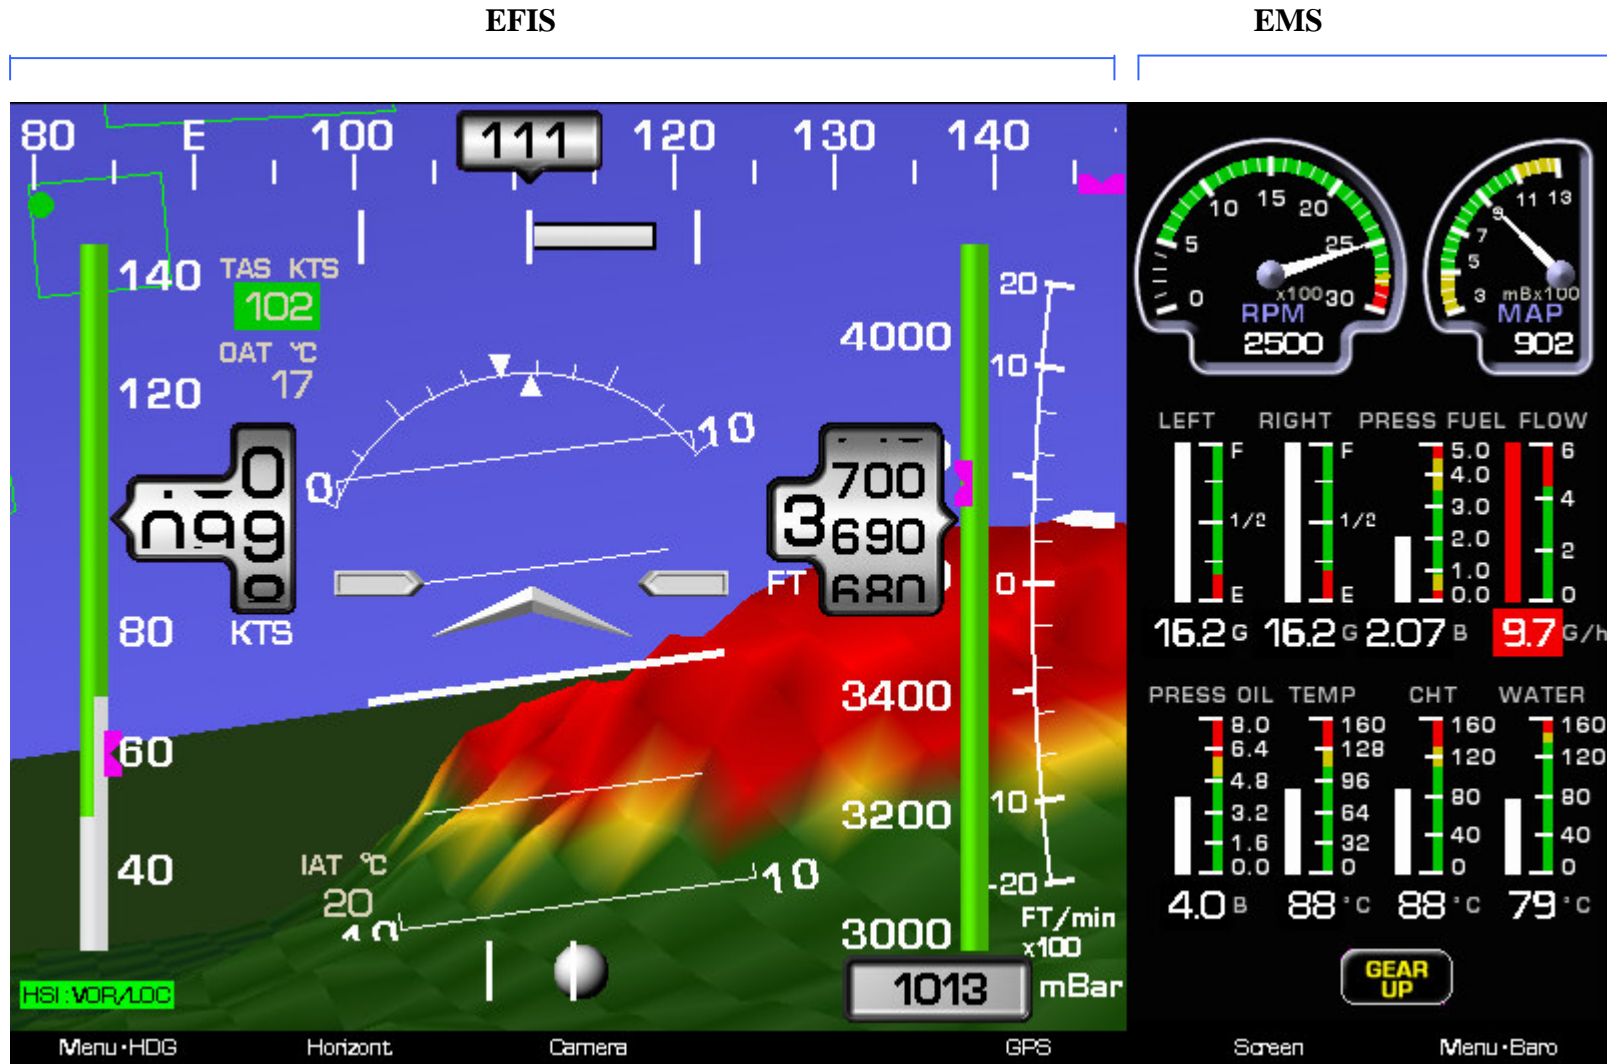 EFIS EMS
80 E 100 111 120 130 140
140 TAS KTS
102
OAT °C
17
120
80
60
40
KTS
0 10
099
20
10
0
10
-20
FT/min
x100
4000
700
3 690
680
FT
3400
3200
3000
1013 mBar
IAT °C
20
10
10
HSI:VOR/LOC
0 5 10 15 20 25 30
x100
RPM
2500
3 5 7 9 11 13
mBx100
MAP
902
LEFT RIGHT PRESS FUEL FLOW
F F 5.0 6
4.0
3.0 4
1/2 1/2
2.0 2
1.0
E E 0.0 0
16.2 G 16.2 G 2.07 B 9.7 G/h
PRESS OIL TEMP CHT WATER
8.0 160 160 160
6.4 128 120 120
4.8 96
3.2 64 80 80
1.6 32 40 40
0.0 0 0 0
4.0 B 88 °C 88 °C 79 °C
GEAR
UP
Menu·HDG Horizont Camera GPS Screen Menu·Baro